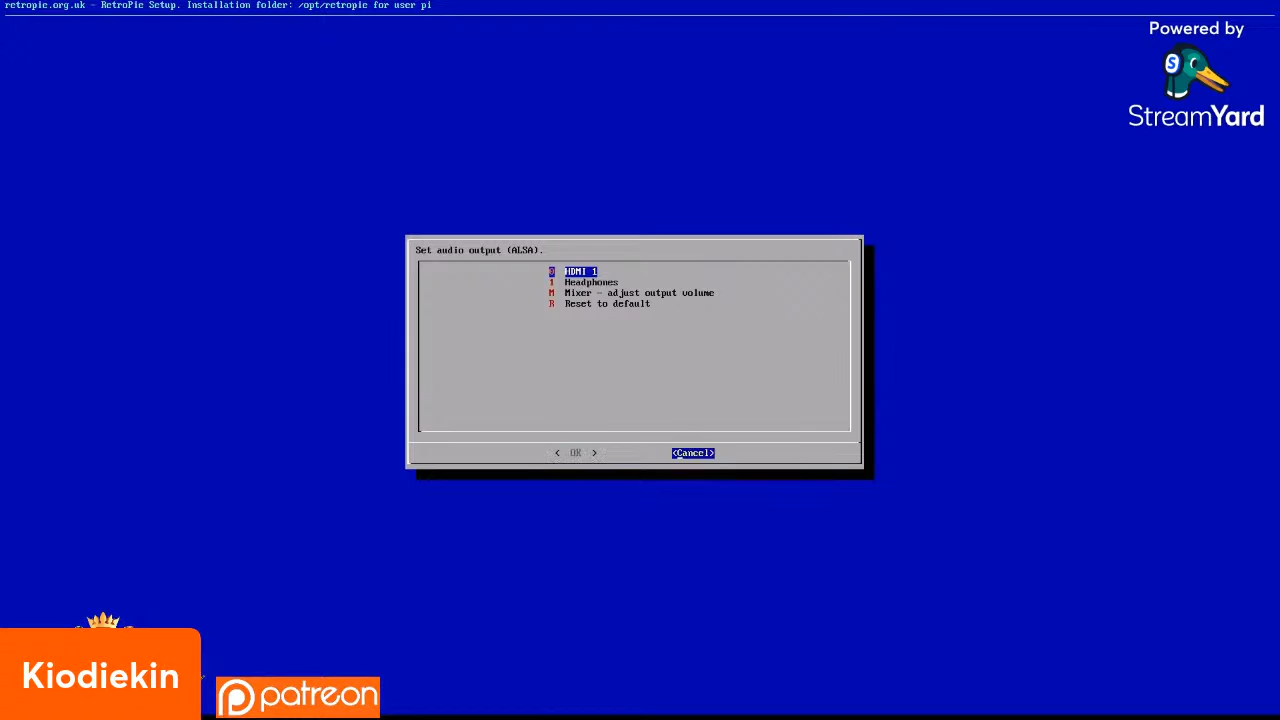 retropie.org.uk - RetroPie Setup. Installation folder: /opt/retropie for user pi
Powered by
S
StreamYard
Set audio output (ALSA).
0 HDMI 1
1 Headphones
M Mixer - adjust output volume
R Reset to default
< OK > <Cancel>
Kiodiekin
patreon